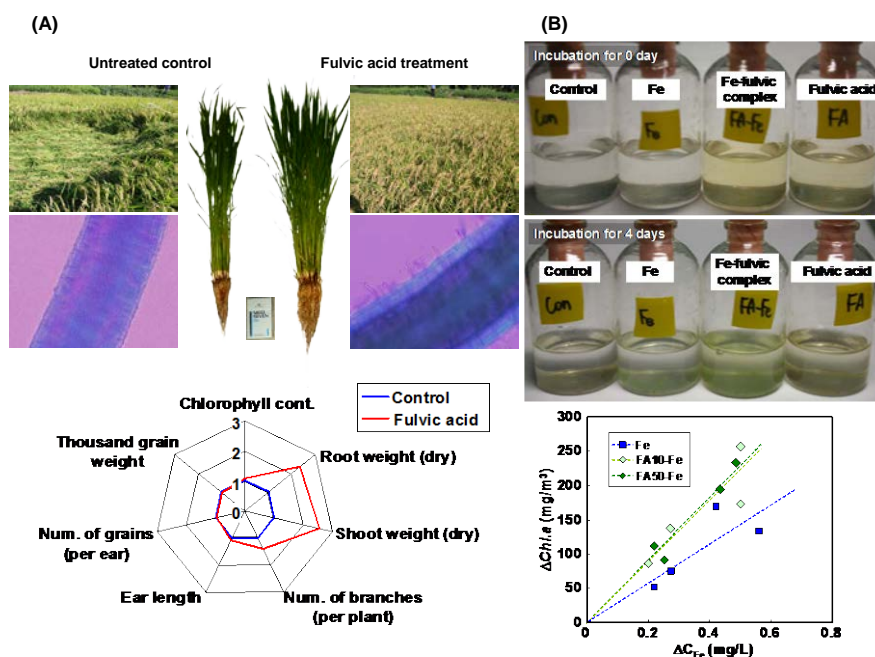 (A)
Untreated control
Fulvic acid treatment
Chlorophyll cont.
Control
Fulvic acid
Thousand grain
weight
Root weight (dry)
Num. of grains
(per ear)
Shoot weight (dry)
Ear length
Num. of branches
(per plant)
3
2
1
0
(B)
Incubation for 0 day
Control
Fe
Fe-fulvic
complex
Fulvic acid
Con
Fe
FA-Fe
FA
Incubation for 4 days
Control
Fe
Fe-fulvic
complex
Fulvic acid
Con
Fe
FA-Fe
FA
300
250
200
150
100
50
0
Fe
FA10-Fe
FA50-Fe
ΔChl.a (mg/m³)
0 0.2 0.4 0.6 0.8
ΔC_Fe (mg/L)